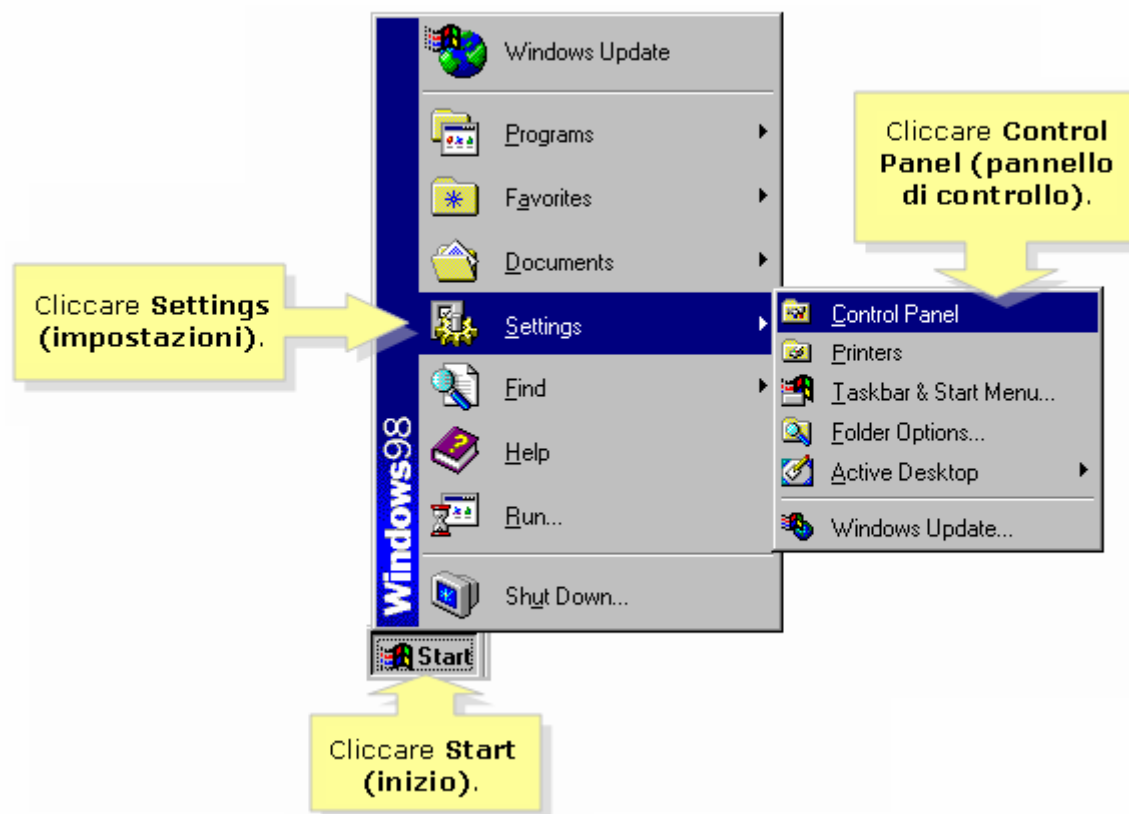 Windows Update
Programs
Favorites
Documents
Settings
Find
Help
Run...
Shut Down...
Windows98
Start
Control Panel
Printers
Taskbar & Start Menu...
Folder Options...
Active Desktop
Windows Update...
Cliccare Control
Panel (pannello
di controllo).
Cliccare Settings
(impostazioni).
Cliccare Start
(inizio).